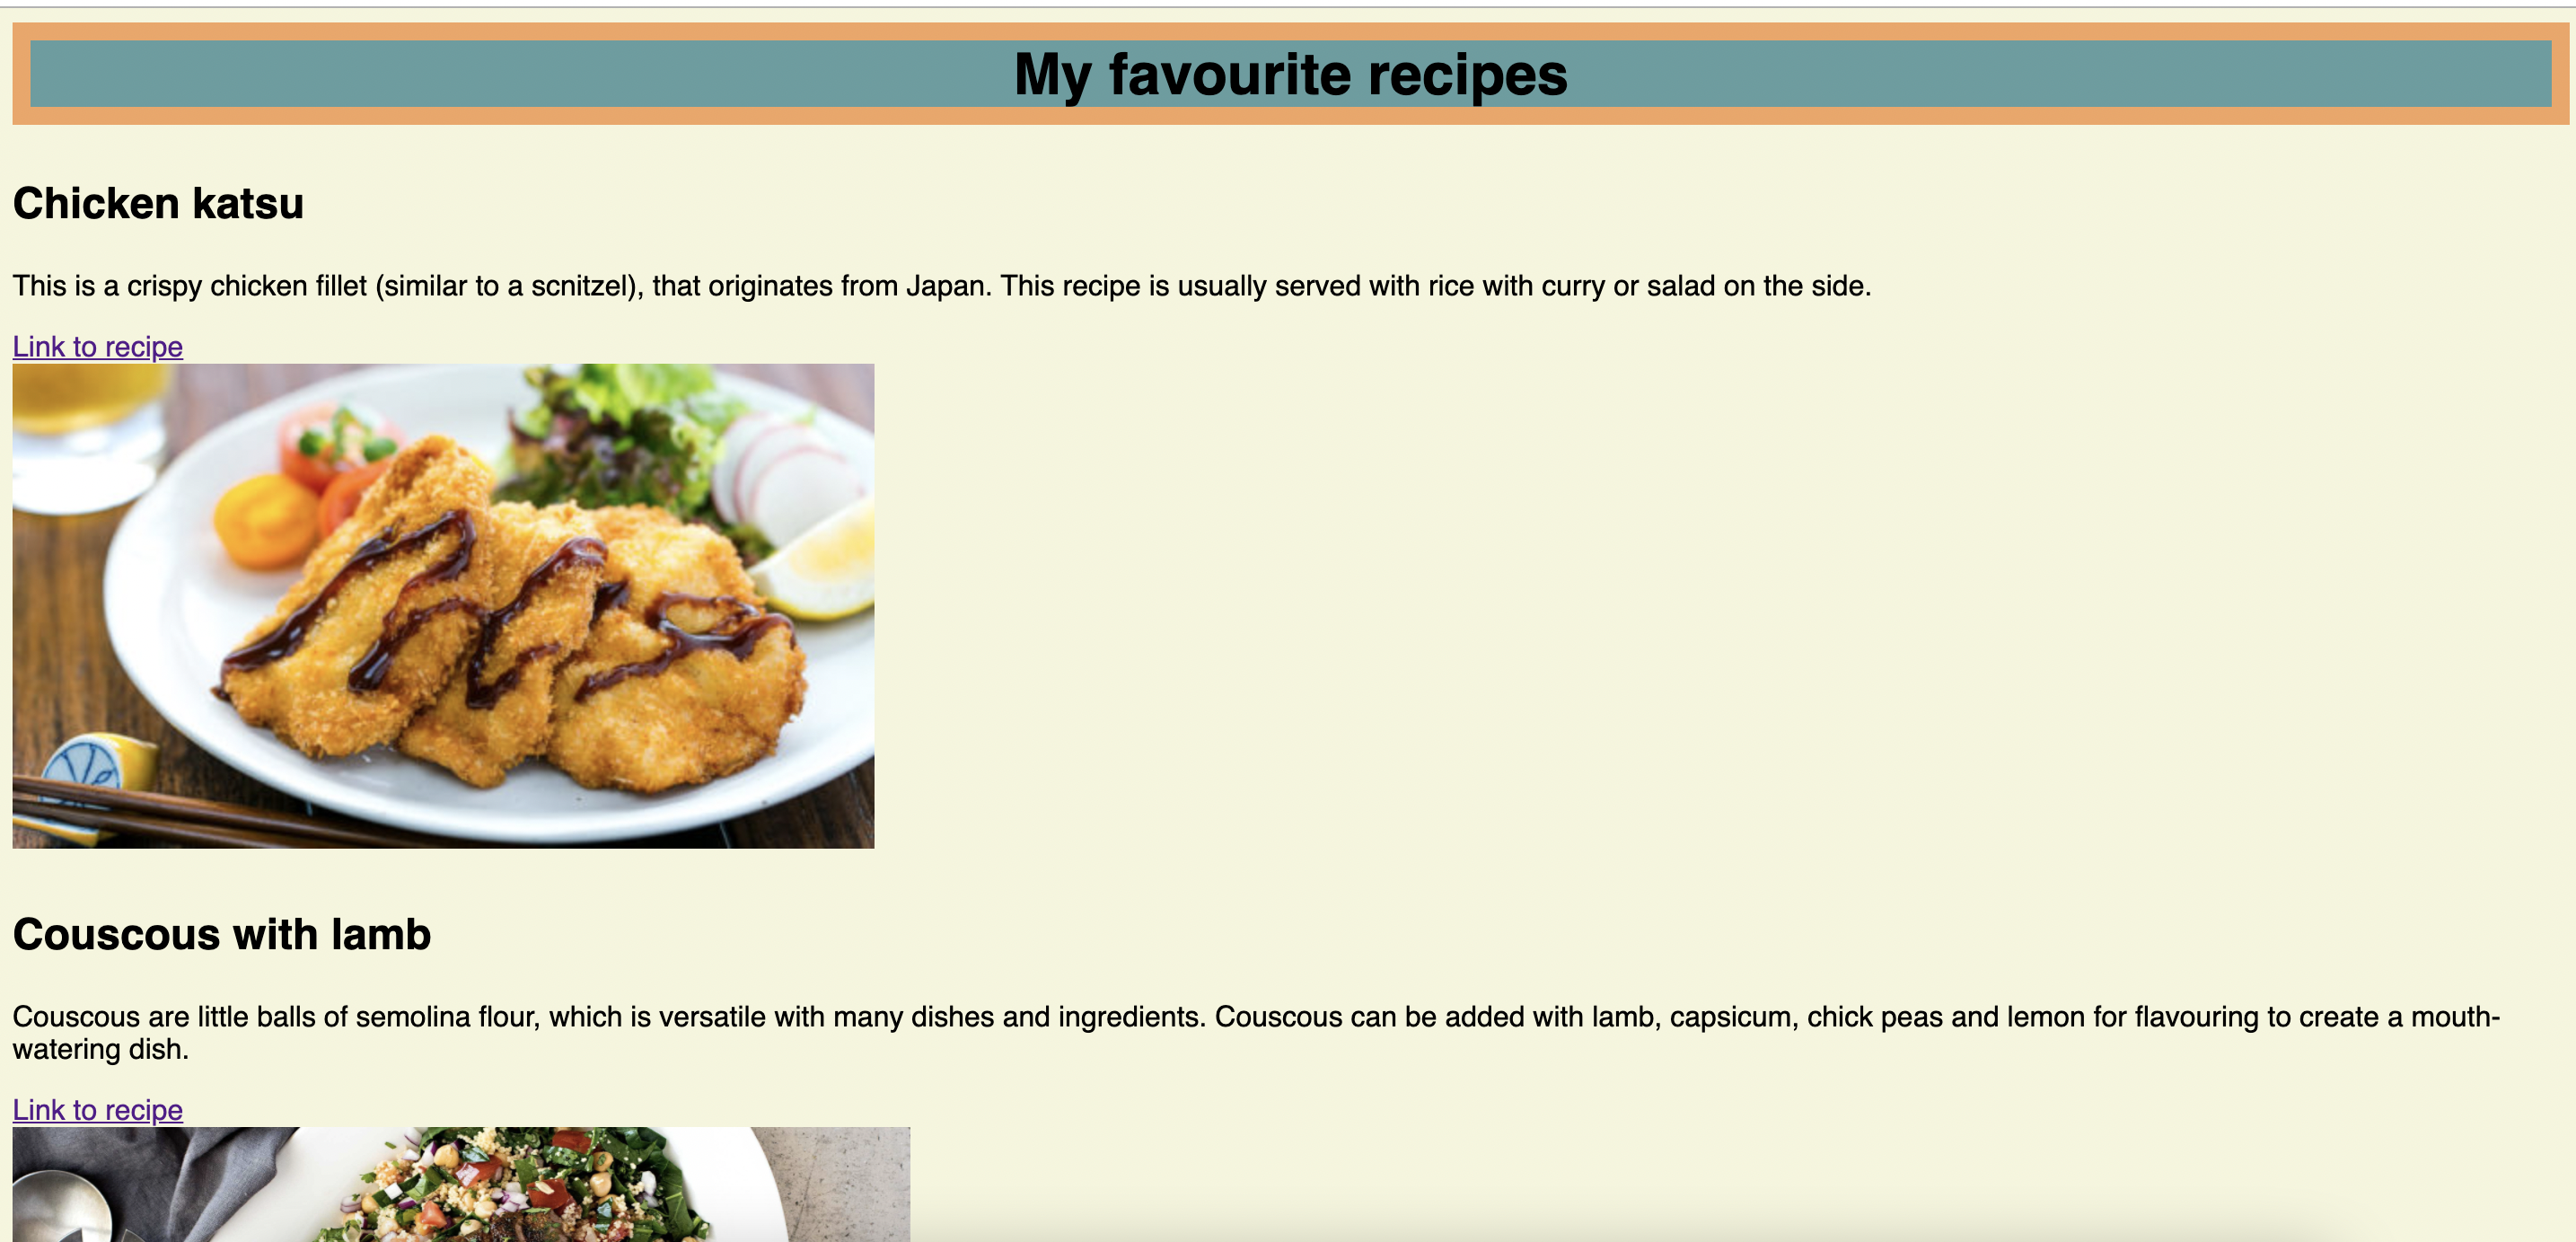 My favourite recipes
Chicken katsu
This is a crispy chicken fillet (similar to a scnitzel), that originates from Japan. This recipe is usually served with rice with curry or salad on the side.
Link to recipe
Couscous with lamb
Couscous are little balls of semolina flour, which is versatile with many dishes and ingredients. Couscous can be added with lamb, capsicum, chick peas and lemon for flavouring to create a mouth-
watering dish.
Link to recipe